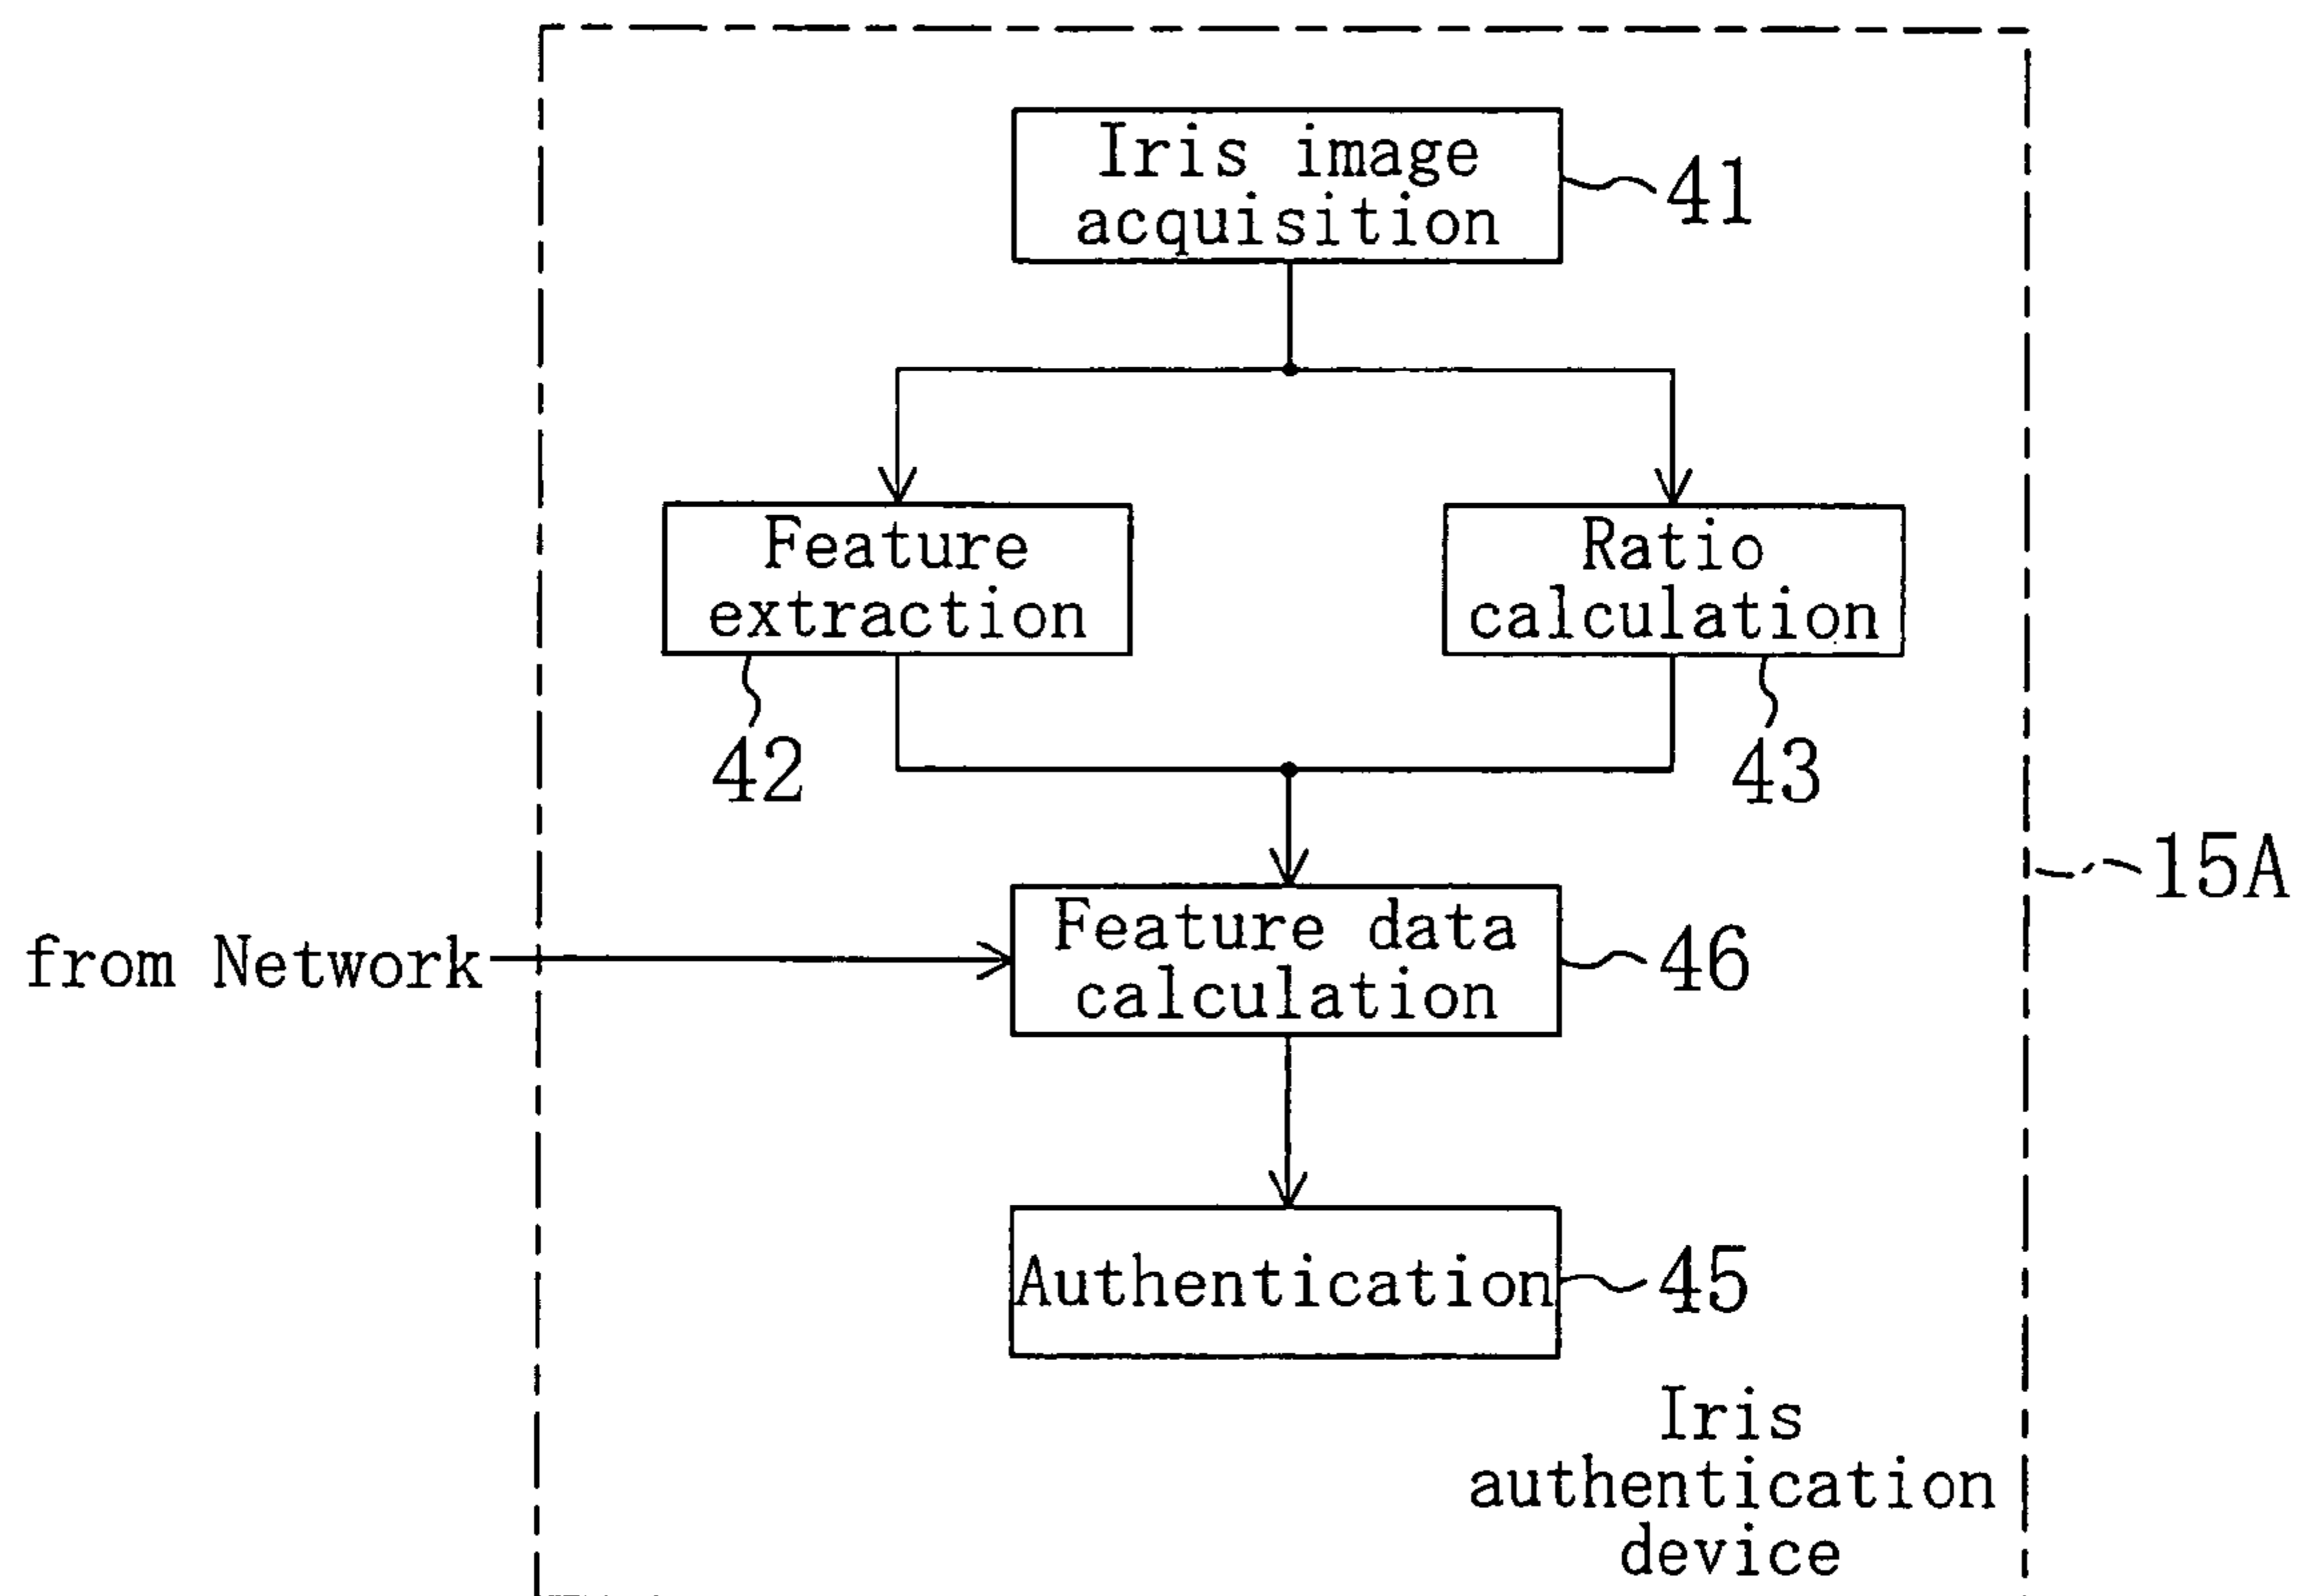 Iris image
acquisition
41
Feature
extraction
Ratio
calculation
42
43
15A
from Network
Feature data
calculation
46
Authentication
45
Iris
authentication
device